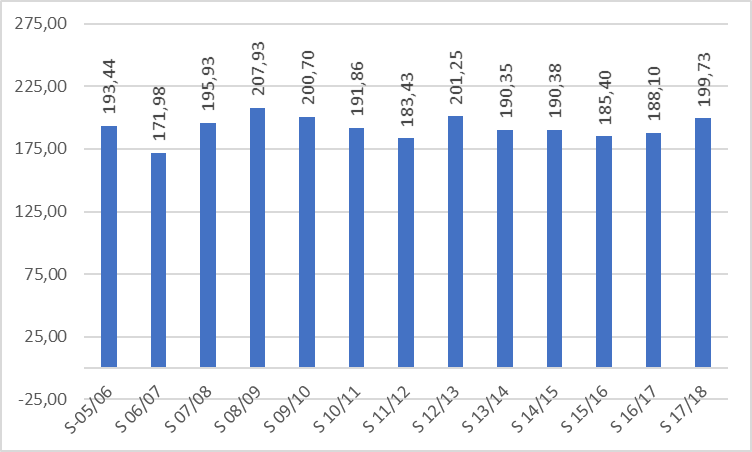 275,00
225,00
175,00
125,00
75,00
25,00
-25,00
193,44
171,98
195,93
207,93
200,70
191,86
183,43
201,25
190,35
190,38
185,40
188,10
199,73
S-05/06
S 06/07
S 07/08
S 08/09
S 09/10
S 10/11
S 11/12
S 12/13
S 13/14
S 14/15
S 15/16
S 16/17
S 17/18